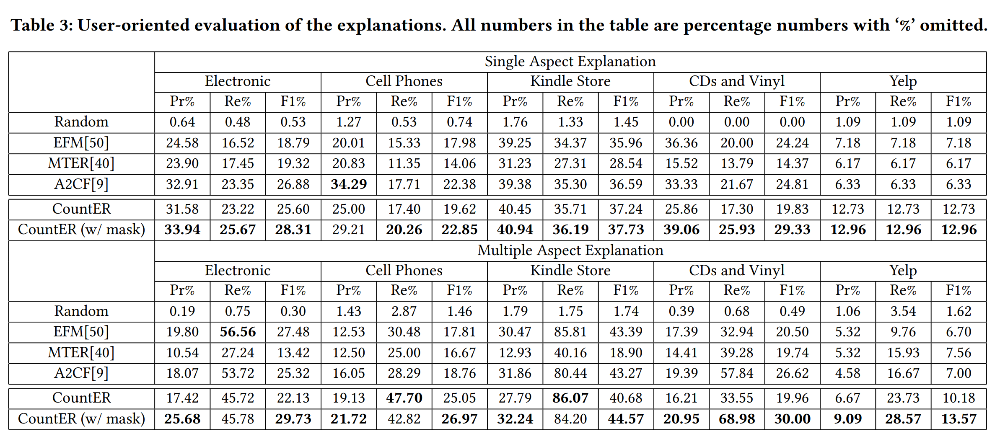 Table 3: User-oriented evaluation of the explanations. All numbers in the table are percentage numbers with ‘%’ omitted.
Single Aspect Explanation
Electronic Cell Phones Kindle Store CDs and Vinyl Yelp
Pr% Re% F1% Pr% Re% F1% Pr% Re% F1% Pr% Re% F1% Pr% Re% F1%
Random 0.64 0.48 0.53 1.27 0.53 0.74 1.76 1.33 1.45 0.00 0.00 0.00 1.09 1.09 1.09
EFM[50] 24.58 16.52 18.79 20.01 15.33 17.98 39.25 34.37 35.96 36.36 20.00 24.24 7.18 7.18 7.18
MTER[40] 23.90 17.45 19.32 20.83 11.35 14.06 31.23 27.31 28.54 15.52 13.79 14.37 6.17 6.17 6.17
A2CF[9] 32.91 23.35 26.88 34.29 17.71 22.38 39.38 35.30 36.59 33.33 21.67 24.81 6.33 6.33 6.33
CountER 31.58 23.22 25.60 25.00 17.40 19.62 40.45 35.71 37.24 25.86 17.30 19.83 12.73 12.73 12.73
CountER (w/ mask) 33.94 25.67 28.31 29.21 20.26 22.85 40.94 36.19 37.73 39.06 25.93 29.33 12.96 12.96 12.96
Multiple Aspect Explanation
Electronic Cell Phones Kindle Store CDs and Vinyl Yelp
Pr% Re% F1% Pr% Re% F1% Pr% Re% F1% Pr% Re% F1% Pr% Re% F1%
Random 0.19 0.75 0.30 1.43 2.87 1.46 1.79 1.75 1.74 0.39 0.68 0.49 1.06 3.54 1.62
EFM[50] 19.80 56.56 27.48 12.53 30.48 17.81 30.47 85.81 43.39 17.39 32.94 20.50 5.32 9.76 6.70
MTER[40] 10.54 27.24 13.42 12.50 25.00 16.67 12.93 40.16 18.90 14.41 39.28 19.74 5.32 15.93 7.56
A2CF[9] 18.07 53.72 25.32 16.05 28.29 18.76 31.86 80.44 43.27 19.39 57.84 26.62 4.58 16.67 7.00
CountER 17.42 45.72 22.13 19.13 47.70 25.05 27.79 86.07 40.68 16.21 33.55 19.96 6.67 23.73 10.18
CountER (w/ mask) 25.68 45.78 29.73 21.72 42.82 26.97 32.24 84.20 44.57 20.95 68.98 30.00 9.09 28.57 13.57